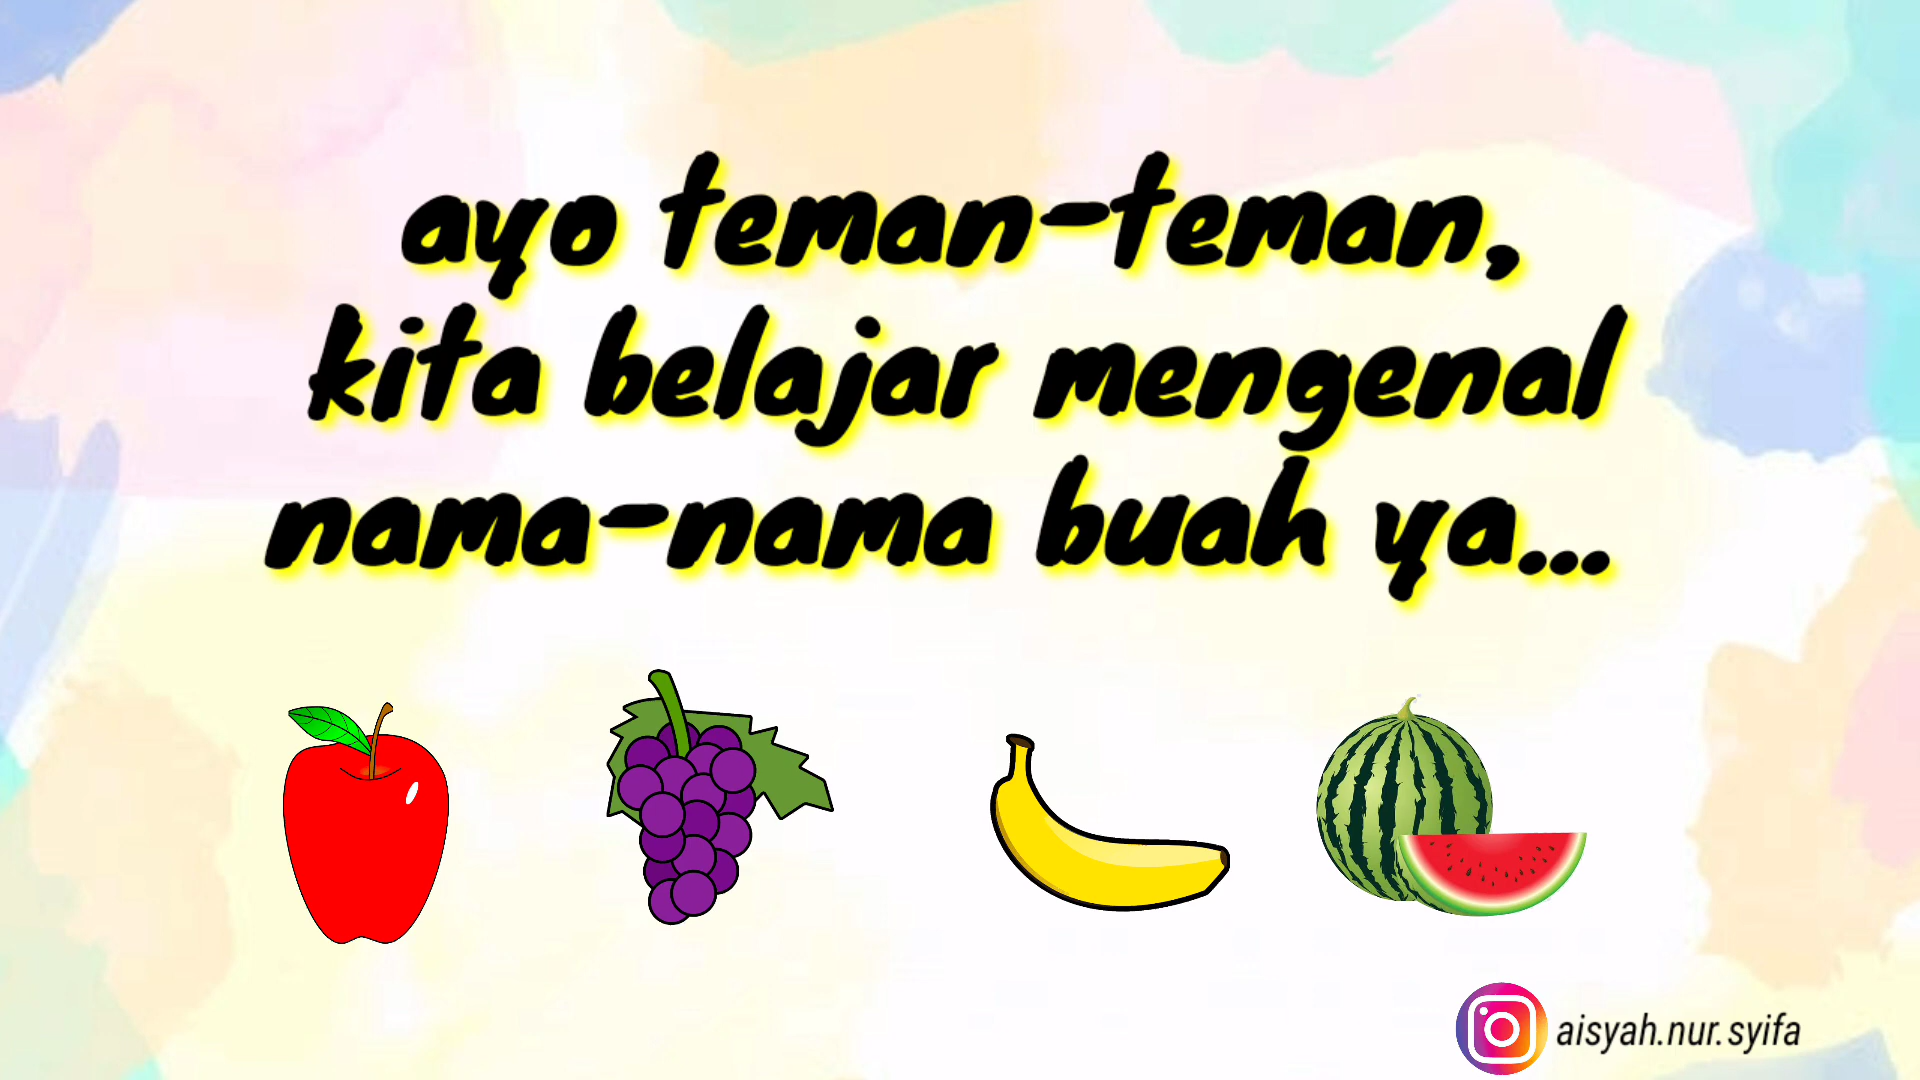 ayo teman-teman,
kita belajar mengenal
nama-nama buah ya...
aisyah.nur.syifa